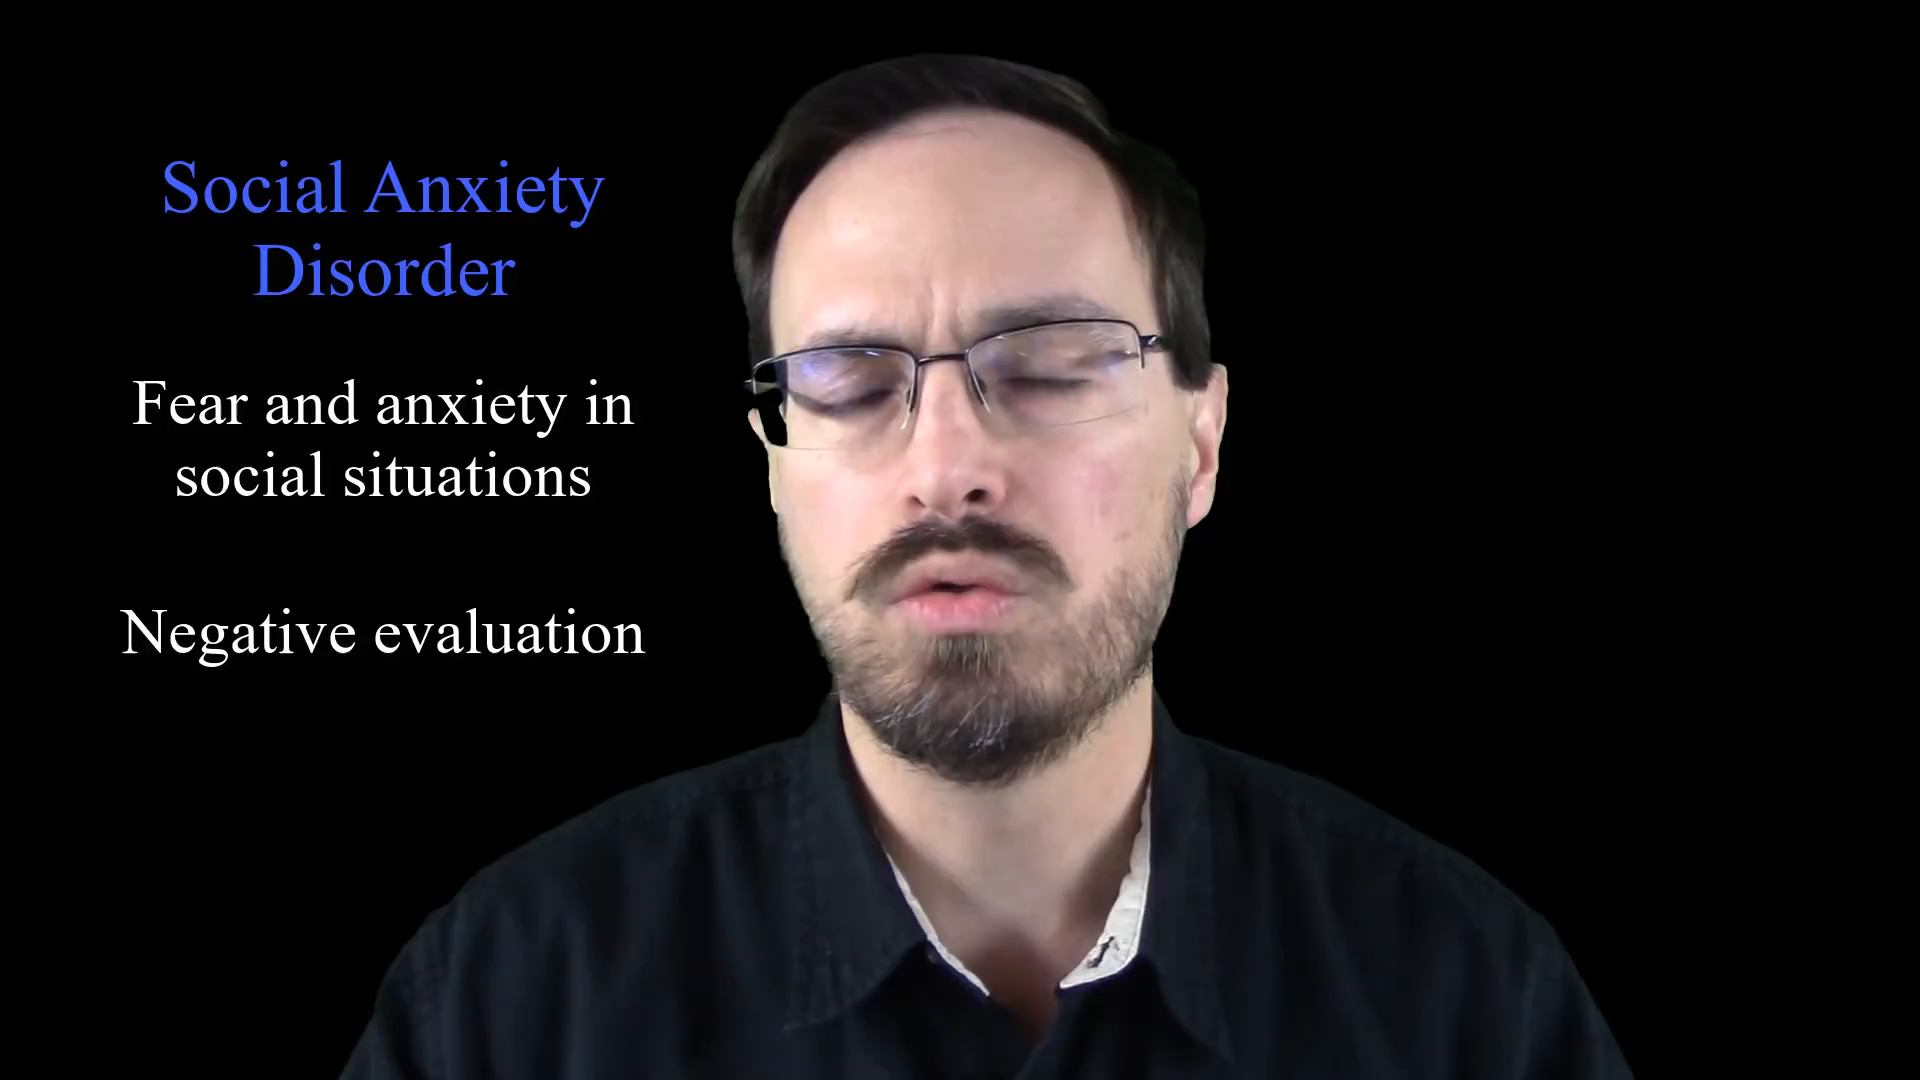 Social Anxiety
Disorder
Fear and anxiety in
social situations
Negative evaluation